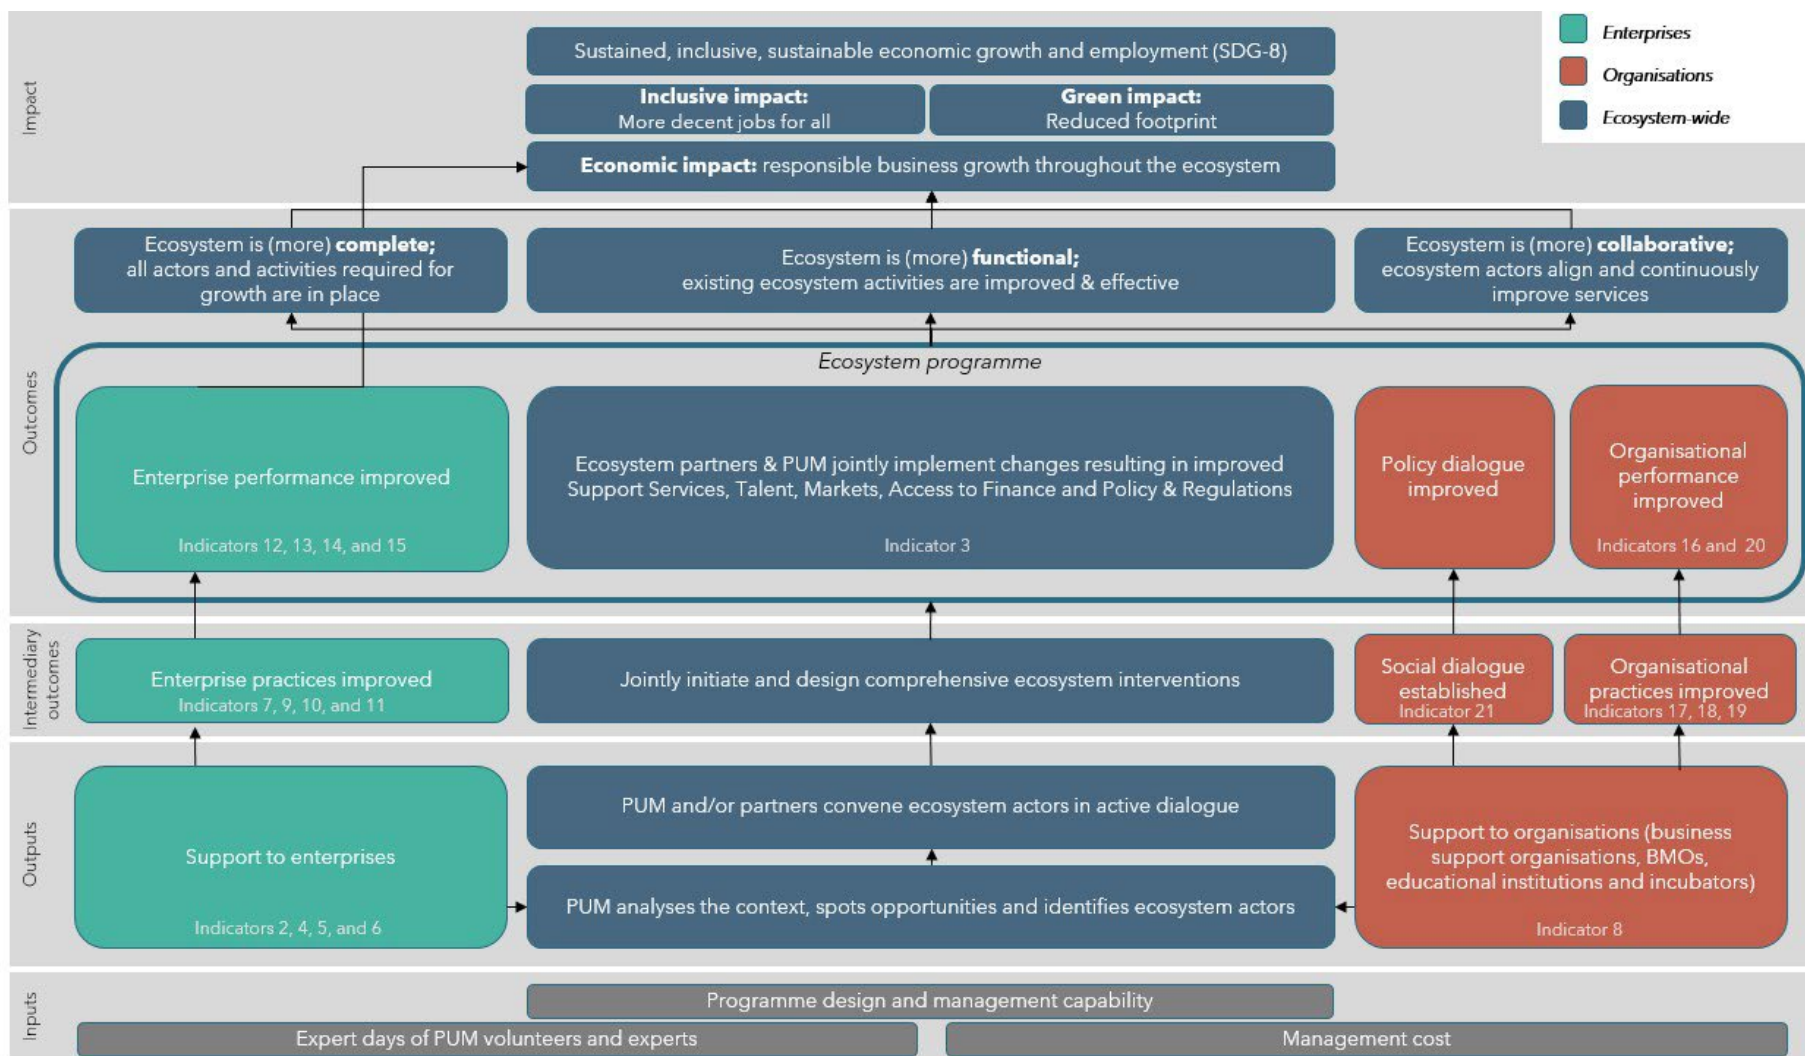 Enterprises
Organisations
Ecosystem-wide
Impact
Sustained, inclusive, sustainable economic growth and employment (SDG-8)
Inclusive impact:
More decent jobs for all
Green impact:
Reduced footprint
Economic impact: responsible business growth throughout the ecosystem
Outcomes
Ecosystem is (more) complete;
all actors and activities required for
growth are in place
Ecosystem is (more) functional;
existing ecosystem activities are improved & effective
Ecosystem is (more) collaborative;
ecosystem actors align and continuously
improve services
Ecosystem programme
Enterprise performance improved
Indicators 12, 13, 14, and 15
Ecosystem partners & PUM jointly implement changes resulting in improved
Support Services, Talent, Markets, Access to Finance and Policy & Regulations
Indicator 3
Policy dialogue
improved
Organisational
performance
improved
Indicators 16 and 20
Intermediary
outcomes
Enterprise practices improved
Indicators 7, 9, 10, and 11
Jointly initiate and design comprehensive ecosystem interventions
Social dialogue
established
Indicator 21
Organisational
practices improved
Indicators 17, 18, 19
Outputs
Support to enterprises
Indicators 2, 4, 5, and 6
PUM and/or partners convene ecosystem actors in active dialogue
PUM analyses the context, spots opportunities and identifies ecosystem actors
Support to organisations (business
support organisations, BMOs,
educational institutions and incubators)
Indicator 8
Inputs
Programme design and management capability
Expert days of PUM volunteers and experts
Management cost